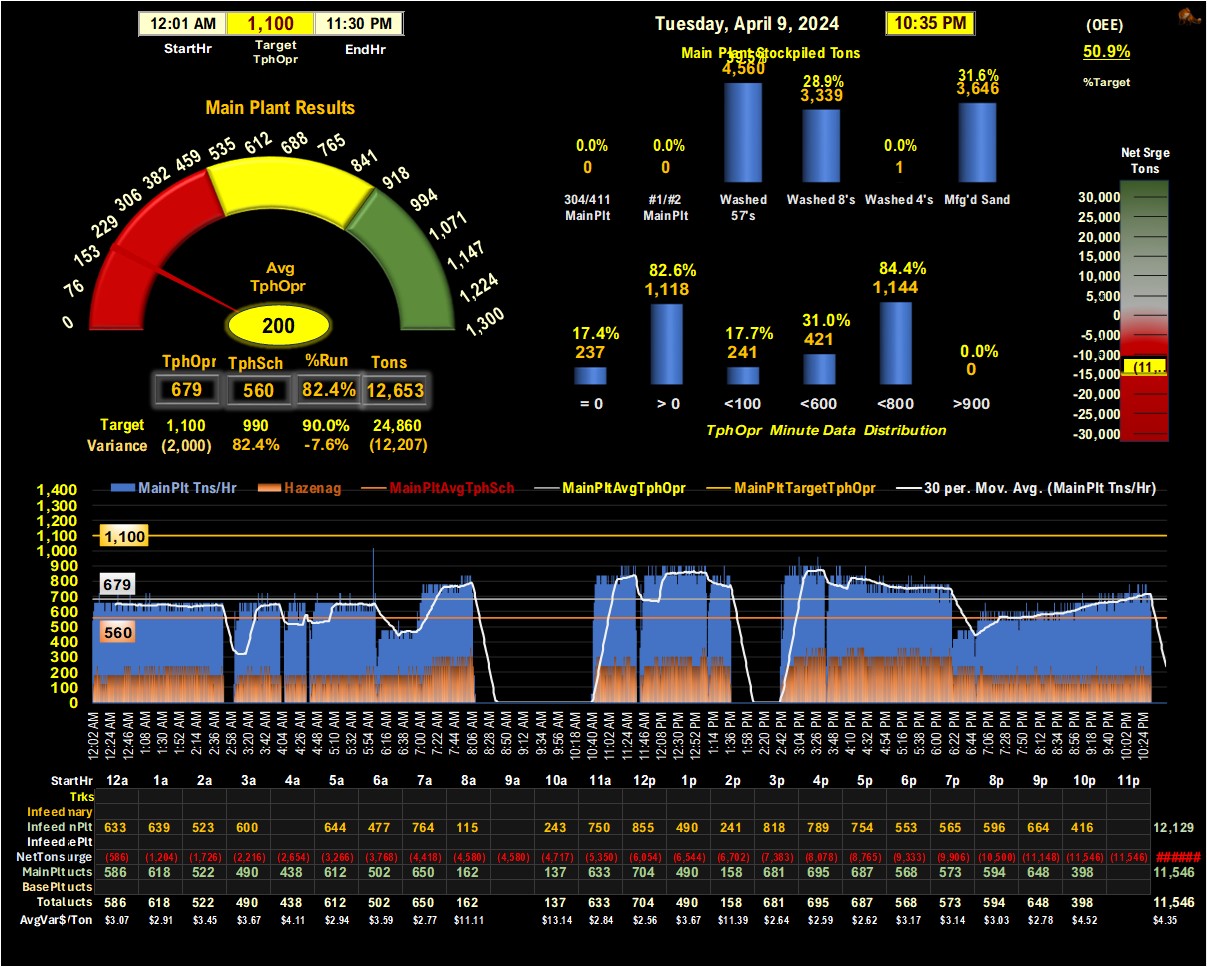 12:01 AM 1,100 11:30 PM
StartHr Target TphOpr EndHr
Tuesday, April 9, 2024 10:35 PM
(OEE)
50.9%
%Target
Main Plant Stockpiled Tons
39.5% 28.9% 31.6%
4,560 3,339 3,646
0.0% 0.0% 0.0%
0 0 1
304/411 MainPlt #1/#2 MainPlt Washed 57's Washed 8's Washed 4's Mfg'd Sand
Main Plant Results
0 76 153 229 306 382 459 535 612 688 765 841 918 994 1,071 1,147 1,224 1,300
Avg
TphOpr
200
TphOpr TphSch %Run Tons
679 560 82.4% 12,653
Target 1,100 990 90.0% 24,860
Variance (2,000) 82.4% -7.6% (12,207)
17.4% 82.6% 17.7% 31.0% 84.4% 0.0%
237 1,118 241 421 1,144 0
= 0 > 0 <100 <600 <800 >900
TphOpr Minute Data Distribution
Net Srge
Tons
30,000
25,000
20,000
15,000
10,000
5,000
0
-5,000
-10,000
(11,..
-15,000
-20,000
-25,000
-30,000
MainPlt Tns/Hr Hazenag MainPltAvgTphSch MainPltAvgTphOpr MainPltTargetTphOpr 30 per. Mov. Avg. (MainPlt Tns/Hr)
1,400
1,300
1,200
1,100
1,000
900
800
700
600
500
400
300
200
100
0
1,100
679
560
12:02 AM 12:24 AM 12:46 AM 1:08 AM 1:30 AM 1:52 AM 2:14 AM 2:36 AM 2:58 AM 3:20 AM 3:42 AM 4:04 AM 4:26 AM 4:48 AM 5:10 AM 5:32 AM 5:54 AM 6:16 AM 6:38 AM 7:00 AM 7:22 AM 7:44 AM 8:06 AM 8:28 AM 8:50 AM 9:12 AM 9:34 AM 9:56 AM 10:18 AM 10:40 AM 11:02 AM 11:24 AM 11:46 AM 12:08 PM 12:30 PM 12:52 PM 1:14 PM 1:36 PM 1:58 PM 2:20 PM 2:42 PM 3:04 PM 3:26 PM 3:48 PM 4:10 PM 4:32 PM 4:54 PM 5:16 PM 5:38 PM 6:00 PM 6:22 PM 6:44 PM 7:06 PM 7:28 PM 7:50 PM 8:12 PM 8:34 PM 8:56 PM 9:18 PM 9:40 PM 10:02 PM 10:24 PM
StartHr 12a 1a 2a 3a 4a 5a 6a 7a 8a 9a 10a 11a 12p 1p 2p 3p 4p 5p 6p 7p 8p 9p 10p 11p
Trks
Infeed mary
Infeed nPlt 633 639 523 600 644 477 764 115 243 750 855 490 241 818 789 754 553 565 596 664 416 12,129
Infeed ePlt
NetTons urge (586) (1,204) (1,726) (2,216) (2,654) (3,266) (3,768) (4,418) (4,580) (4,580) (4,717) (5,350) (6,054) (6,544) (6,702) (7,383) (8,078) (8,765) (9,333) (9,906) (10,500) (11,148) (11,546) (11,546) ######
MainPlt ucts 586 618 522 490 438 612 502 650 162 137 633 704 490 158 681 695 687 568 573 594 648 398 11,546
BasePlt ucts
Total ucts 586 618 522 490 438 612 502 650 162 137 633 704 490 158 681 695 687 568 573 594 648 398 11,546
AvgVar$/Ton $3.07 $2.91 $3.45 $3.67 $4.11 $2.94 $3.59 $2.77 $11.11 $13.14 $2.84 $2.56 $3.67 $11.39 $2.64 $2.59 $2.62 $3.17 $3.14 $3.03 $2.78 $4.52 $4.35